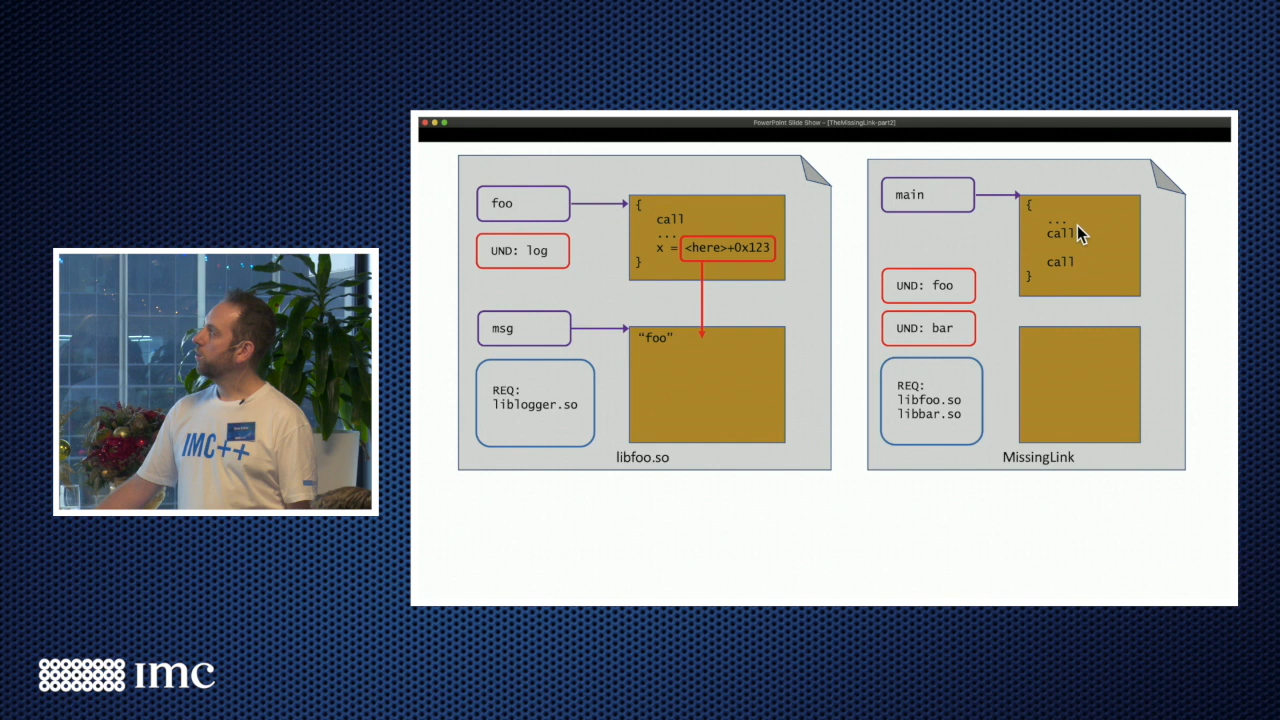 PowerPoint Slide Show - [TheMissingLink-part2]
foo
{
call
...
x = <here>+0x123
}
UND: log
msg
“foo”
REQ:
liblogger.so
libfoo.so
main
{
...
call
call
}
UND: foo
UND: bar
REQ:
libfoo.so
libbar.so
MissingLink
IMC++
imc